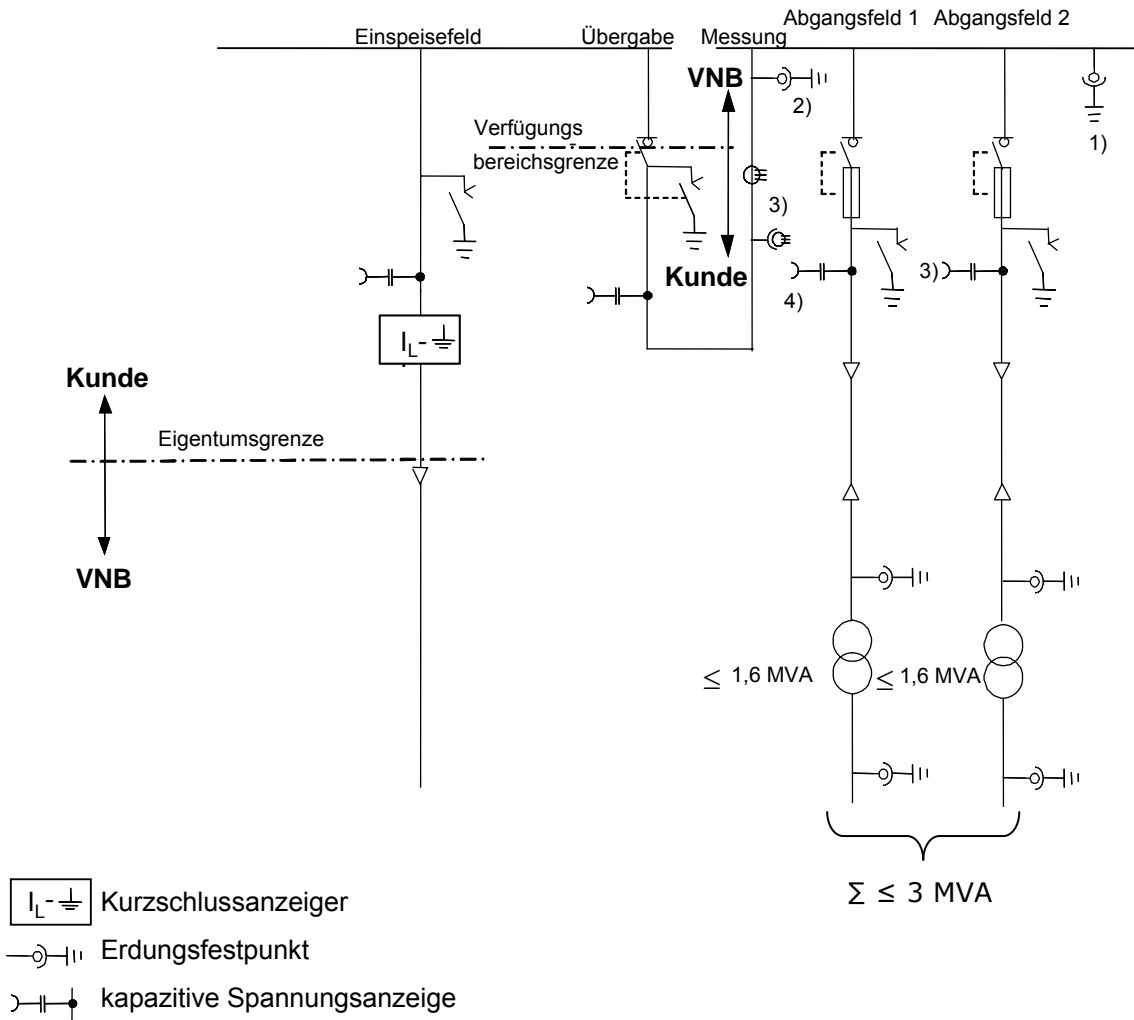 Abgangsfeld 1 Abgangsfeld 2
Einspeisefeld Übergabe Messung
VNB
2)
1)
Verfügungs
bereichsgrenze
3)
Kunde
4)
3)
I_L-
Kunde
Eigentumsgrenze
VNB
≤ 1,6 MVA ≤ 1,6 MVA
Σ ≤ 3 MVA
I_L- Kurzschlussanzeiger
Erdungsfestpunkt
kapazitive Spannungsanzeige